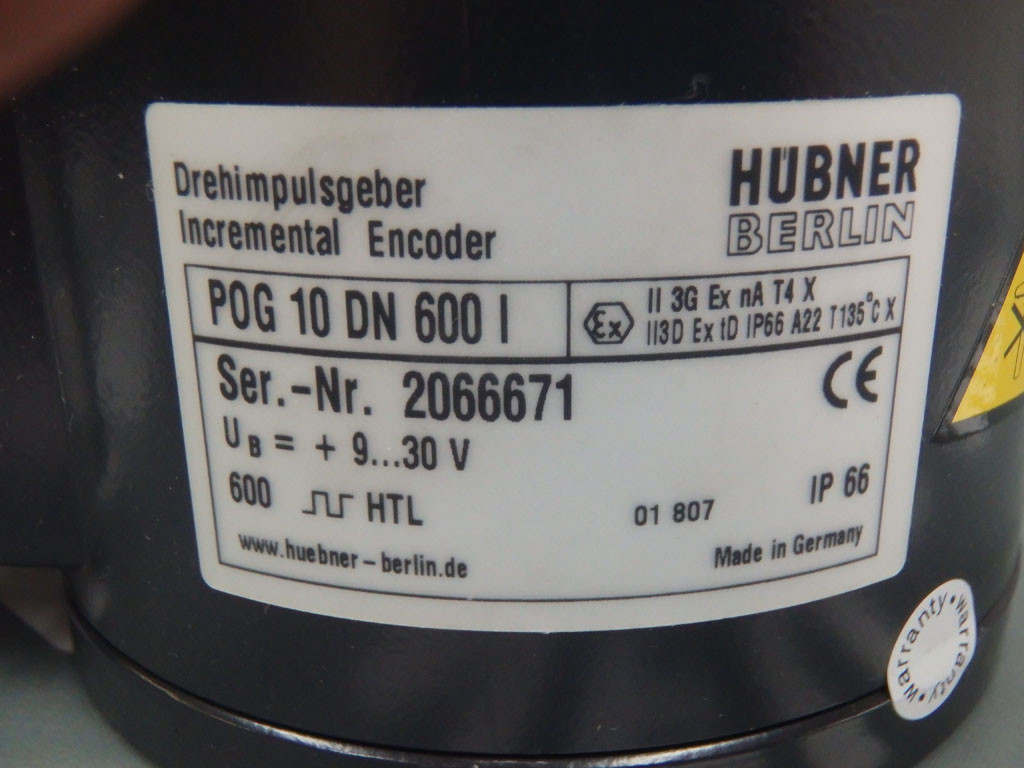 Drehimpulsgeber
Incremental Encoder
HÜBNER
BERLIN
POG 10 DN 600 I
Ex
II 3G Ex nA T4 X
II3D Ex tD IP66 A22 T135°C X
Ser.-Nr. 2066671
CE
UB = + 9...30 V
600 HTL
01 807
IP 66
www.huebner-berlin.de
Made in Germany
warranty • warranty •